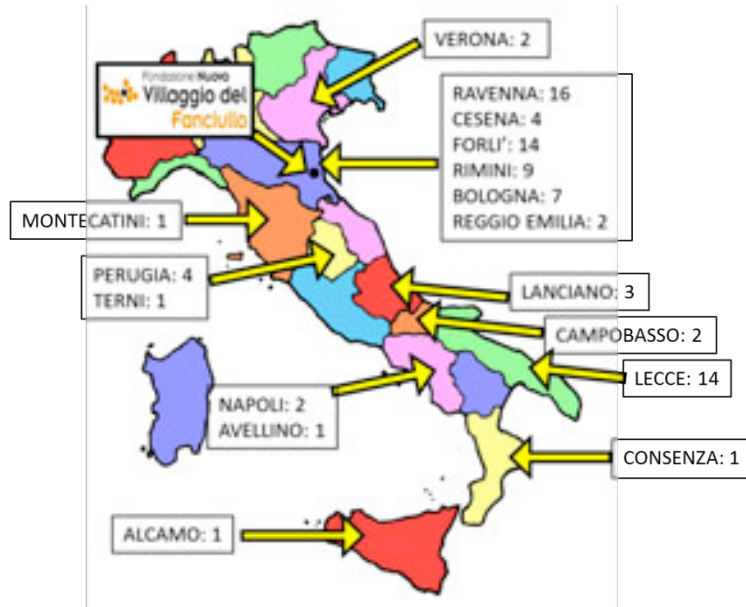 VERONA: 2
Fondazione Nuovo
Villaggio del
Fanciullo
RAVENNA: 16
CESENA: 4
FORLI’: 14
RIMINI: 9
BOLOGNA: 7
REGGIO EMILIA: 2
MONTECATINI: 1
PERUGIA: 4
TERNI: 1
LANCIANO: 3
CAMPOBASSO: 2
LECCE: 14
NAPOLI: 2
AVELLINO: 1
CONSENZA: 1
ALCAMO: 1